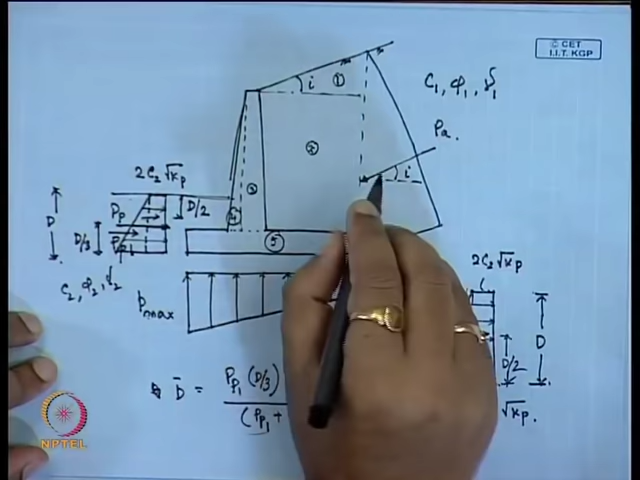 © CET
I.I.T. KGP
i ①
C₁, φ₁, γ₁
②
Pa.
i
③
④
⑤
2C₂√Kp
D
D/2
Pp
D/3
C₂, φ₂, γ₂
Pmax
2C₂√Kp
D
D/2
√Kp.
D̄ = Pp₁(D/3)
(Pp₁ +
NPTEL